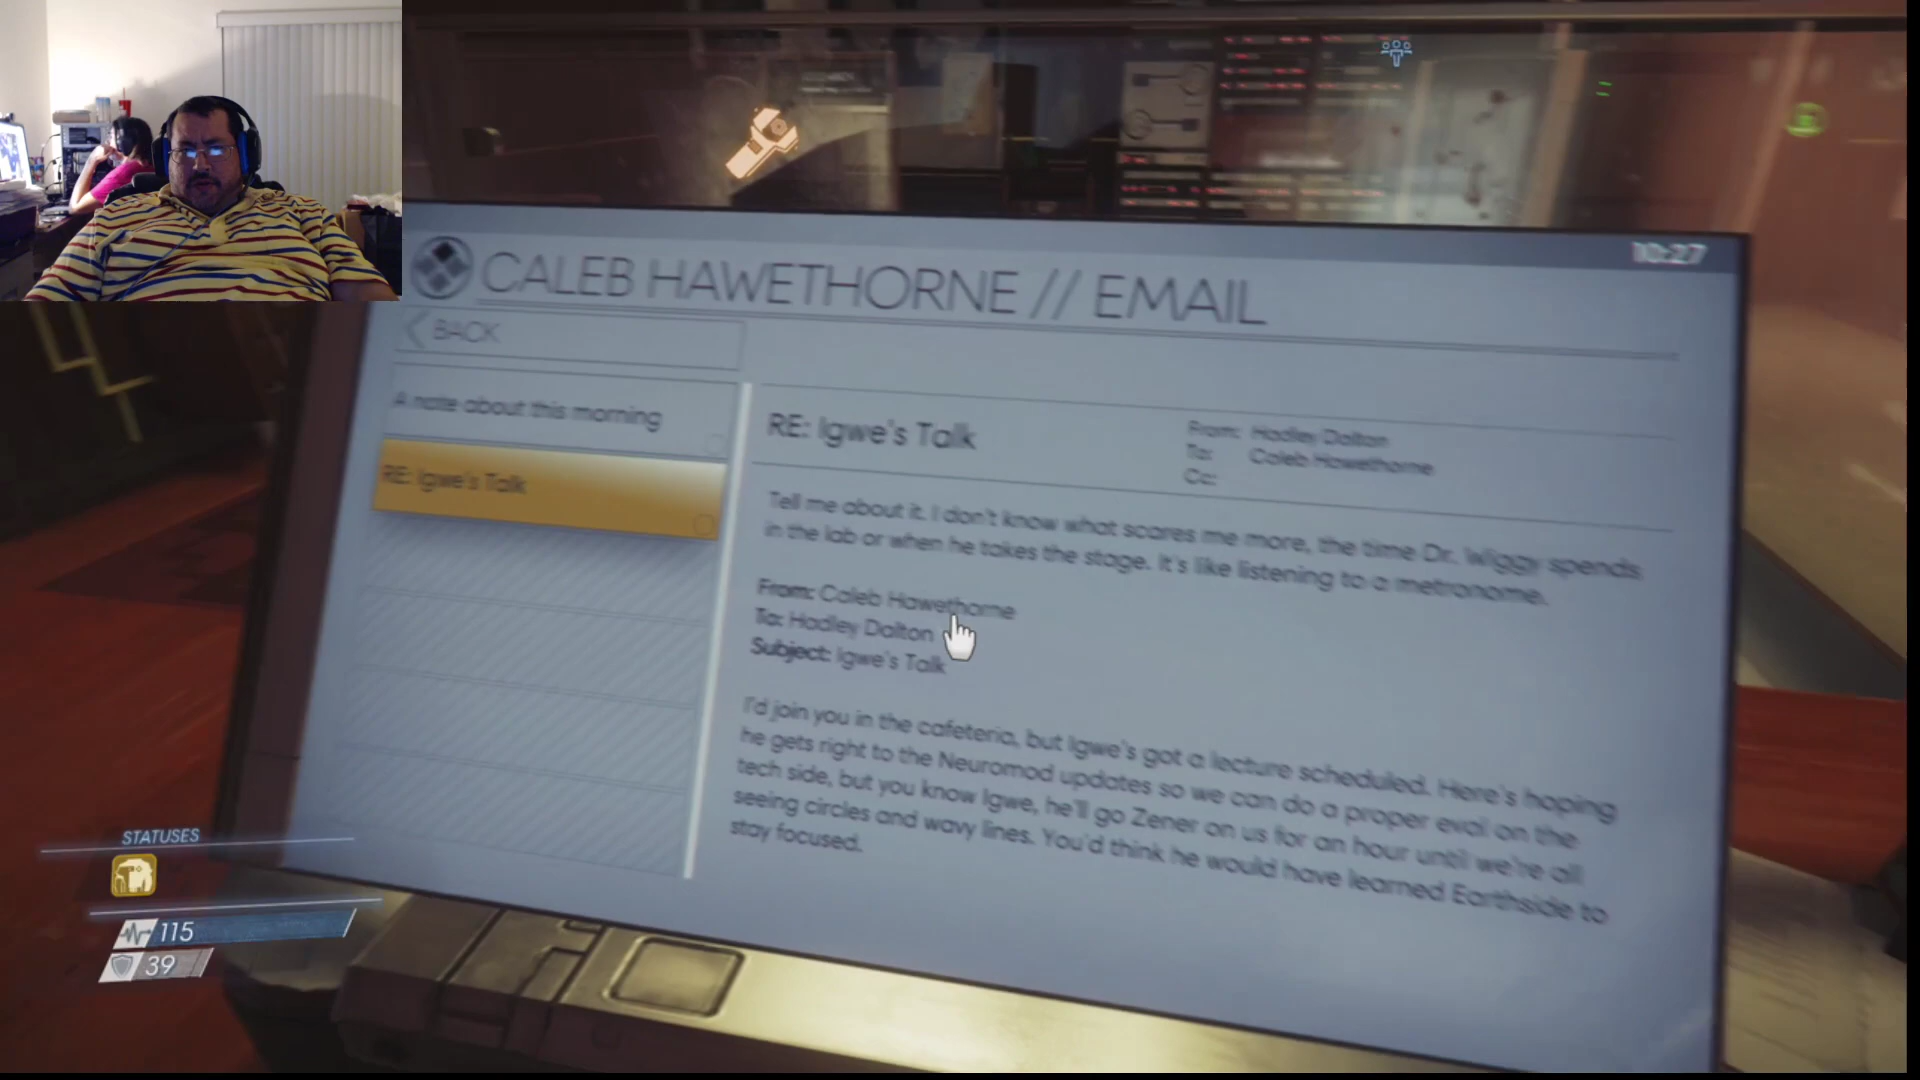 10:27
CALEB HAWETHORNE // EMAIL
BACK
A note about this morning
RE: Igwe's Talk
RE: Igwe's Talk
From: Hadley Dalton
To: Caleb Hawethorne
Cc:
Tell me about it. I don't know what scares me more, the time Dr. Wiggy spends
in the lab or when he takes the stage. It's like listening to a metronome.
From: Caleb Hawethorne
To: Hadley Dalton
Subject: Igwe's Talk
I'd join you in the cafeteria, but Igwe's got a lecture scheduled. Here's hoping
he gets right to the Neuromod updates so we can do a proper eval on the
tech side, but you know Igwe, he'll go Zener on us for an hour until we're all
seeing circles and wavy lines. You'd think he would have learned Earthside to
stay focused.
STATUSES
115
39